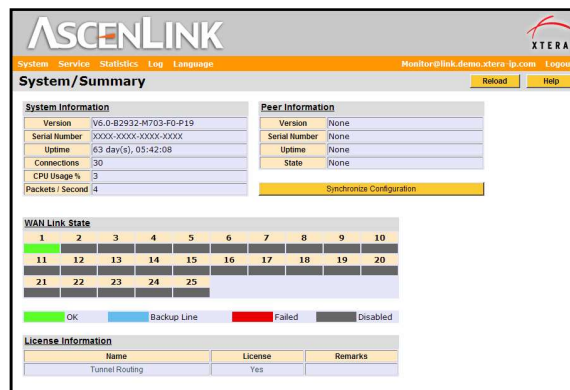 ASCENLINK
XTERA
System Service Statistics Log Language Monitor@link.demo.xtera-ip.com Logou
System/Summary Reload Help
System Information
Version V6.0-B2932-M703-F0-P19
Serial Number XXXX-XXXX-XXXX-XXXX
Uptime 63 day(s), 05:42:08
Connections 30
CPU Usage % 3
Packets / Second 4
Peer Information
Version None
Serial Number None
Uptime None
State None
Synchronize Configuration
WAN Link State
1 2 3 4 5 6 7 8 9 10
11 12 13 14 15 16 17 18 19 20
21 22 23 24 25
OK Backup Line Failed Disabled
License Information
Name License Remarks
Tunnel Routing Yes